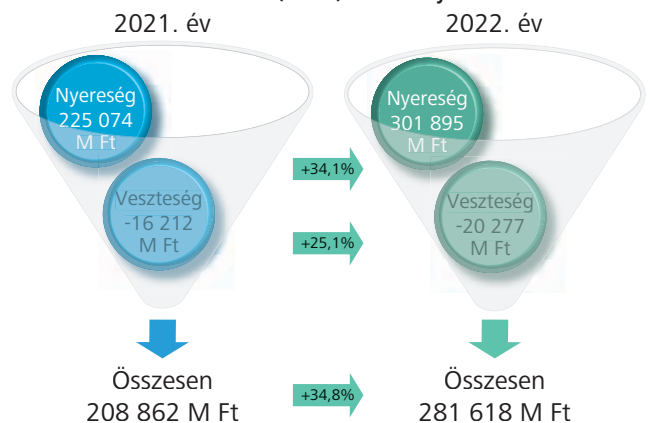 2021. év
2022. év
Nyereség
225 074
M Ft
Nyereség
301 895
M Ft
+34,1%
Veszteség
-16 212
M Ft
Veszteség
-20 277
M Ft
+25,1%
Összesen
208 862 M Ft
+34,8%
Összesen
281 618 M Ft